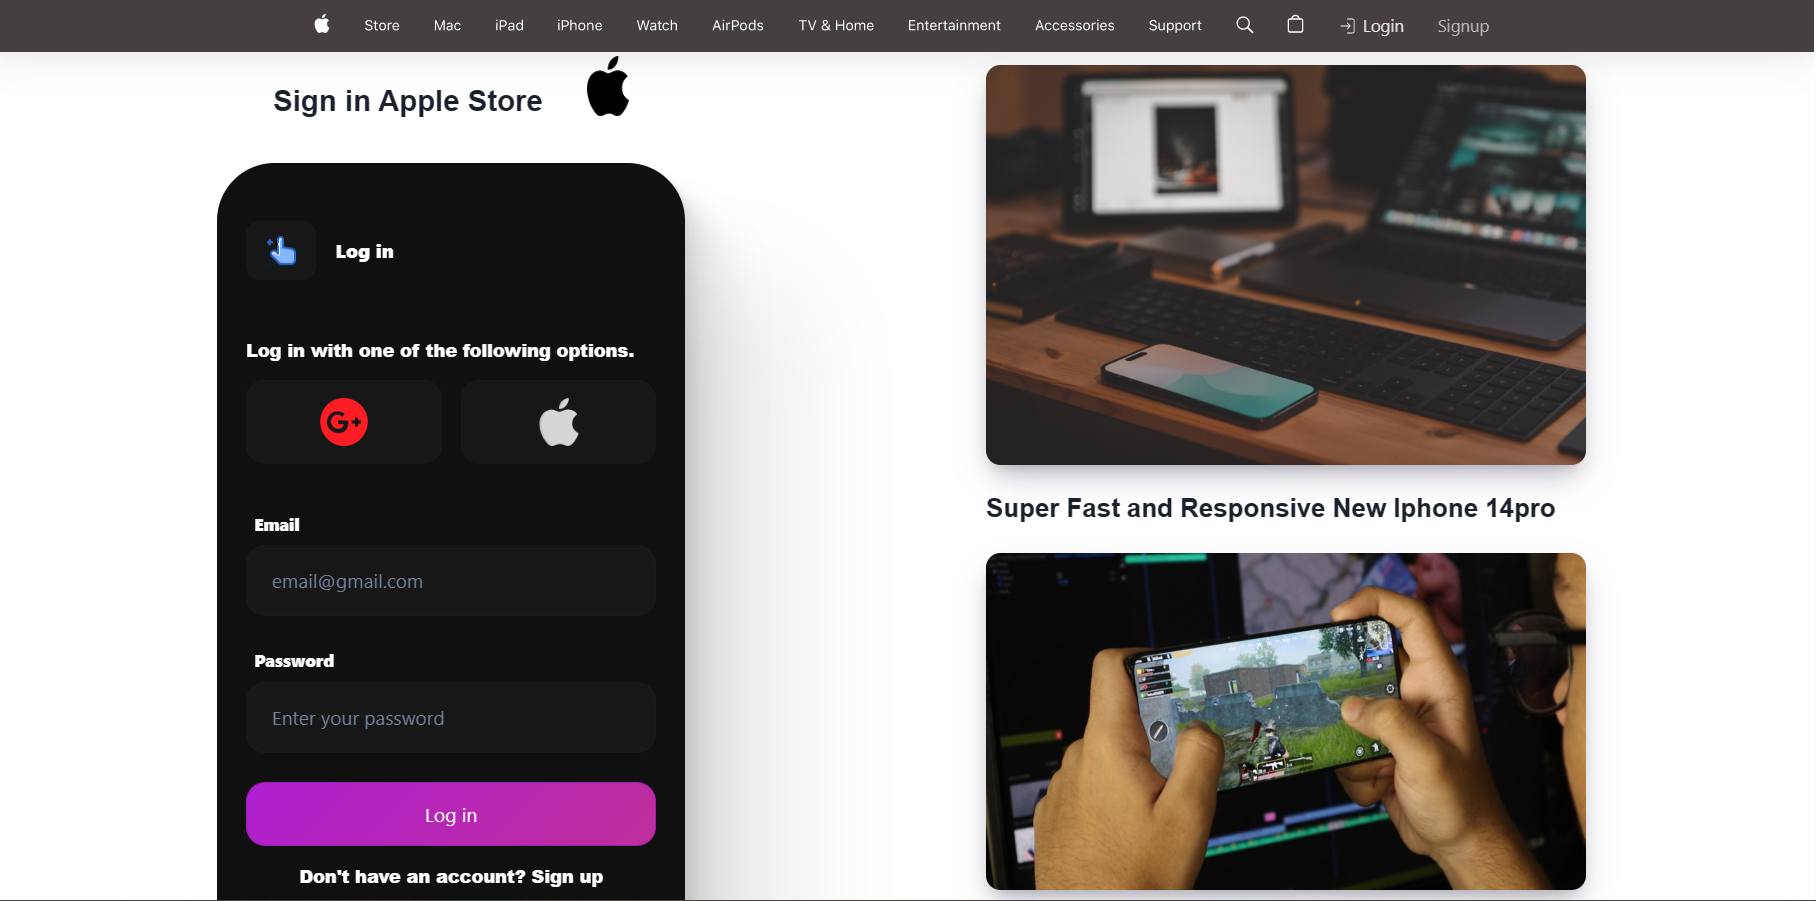 Store Mac iPad iPhone Watch AirPods TV & Home Entertainment Accessories Support Login Signup
Sign in Apple Store
Log in
Log in with one of the following options.
G+
Email
email@gmail.com
Password
Enter your password
Log in
Don't have an account? Sign up
Super Fast and Responsive New Iphone 14pro